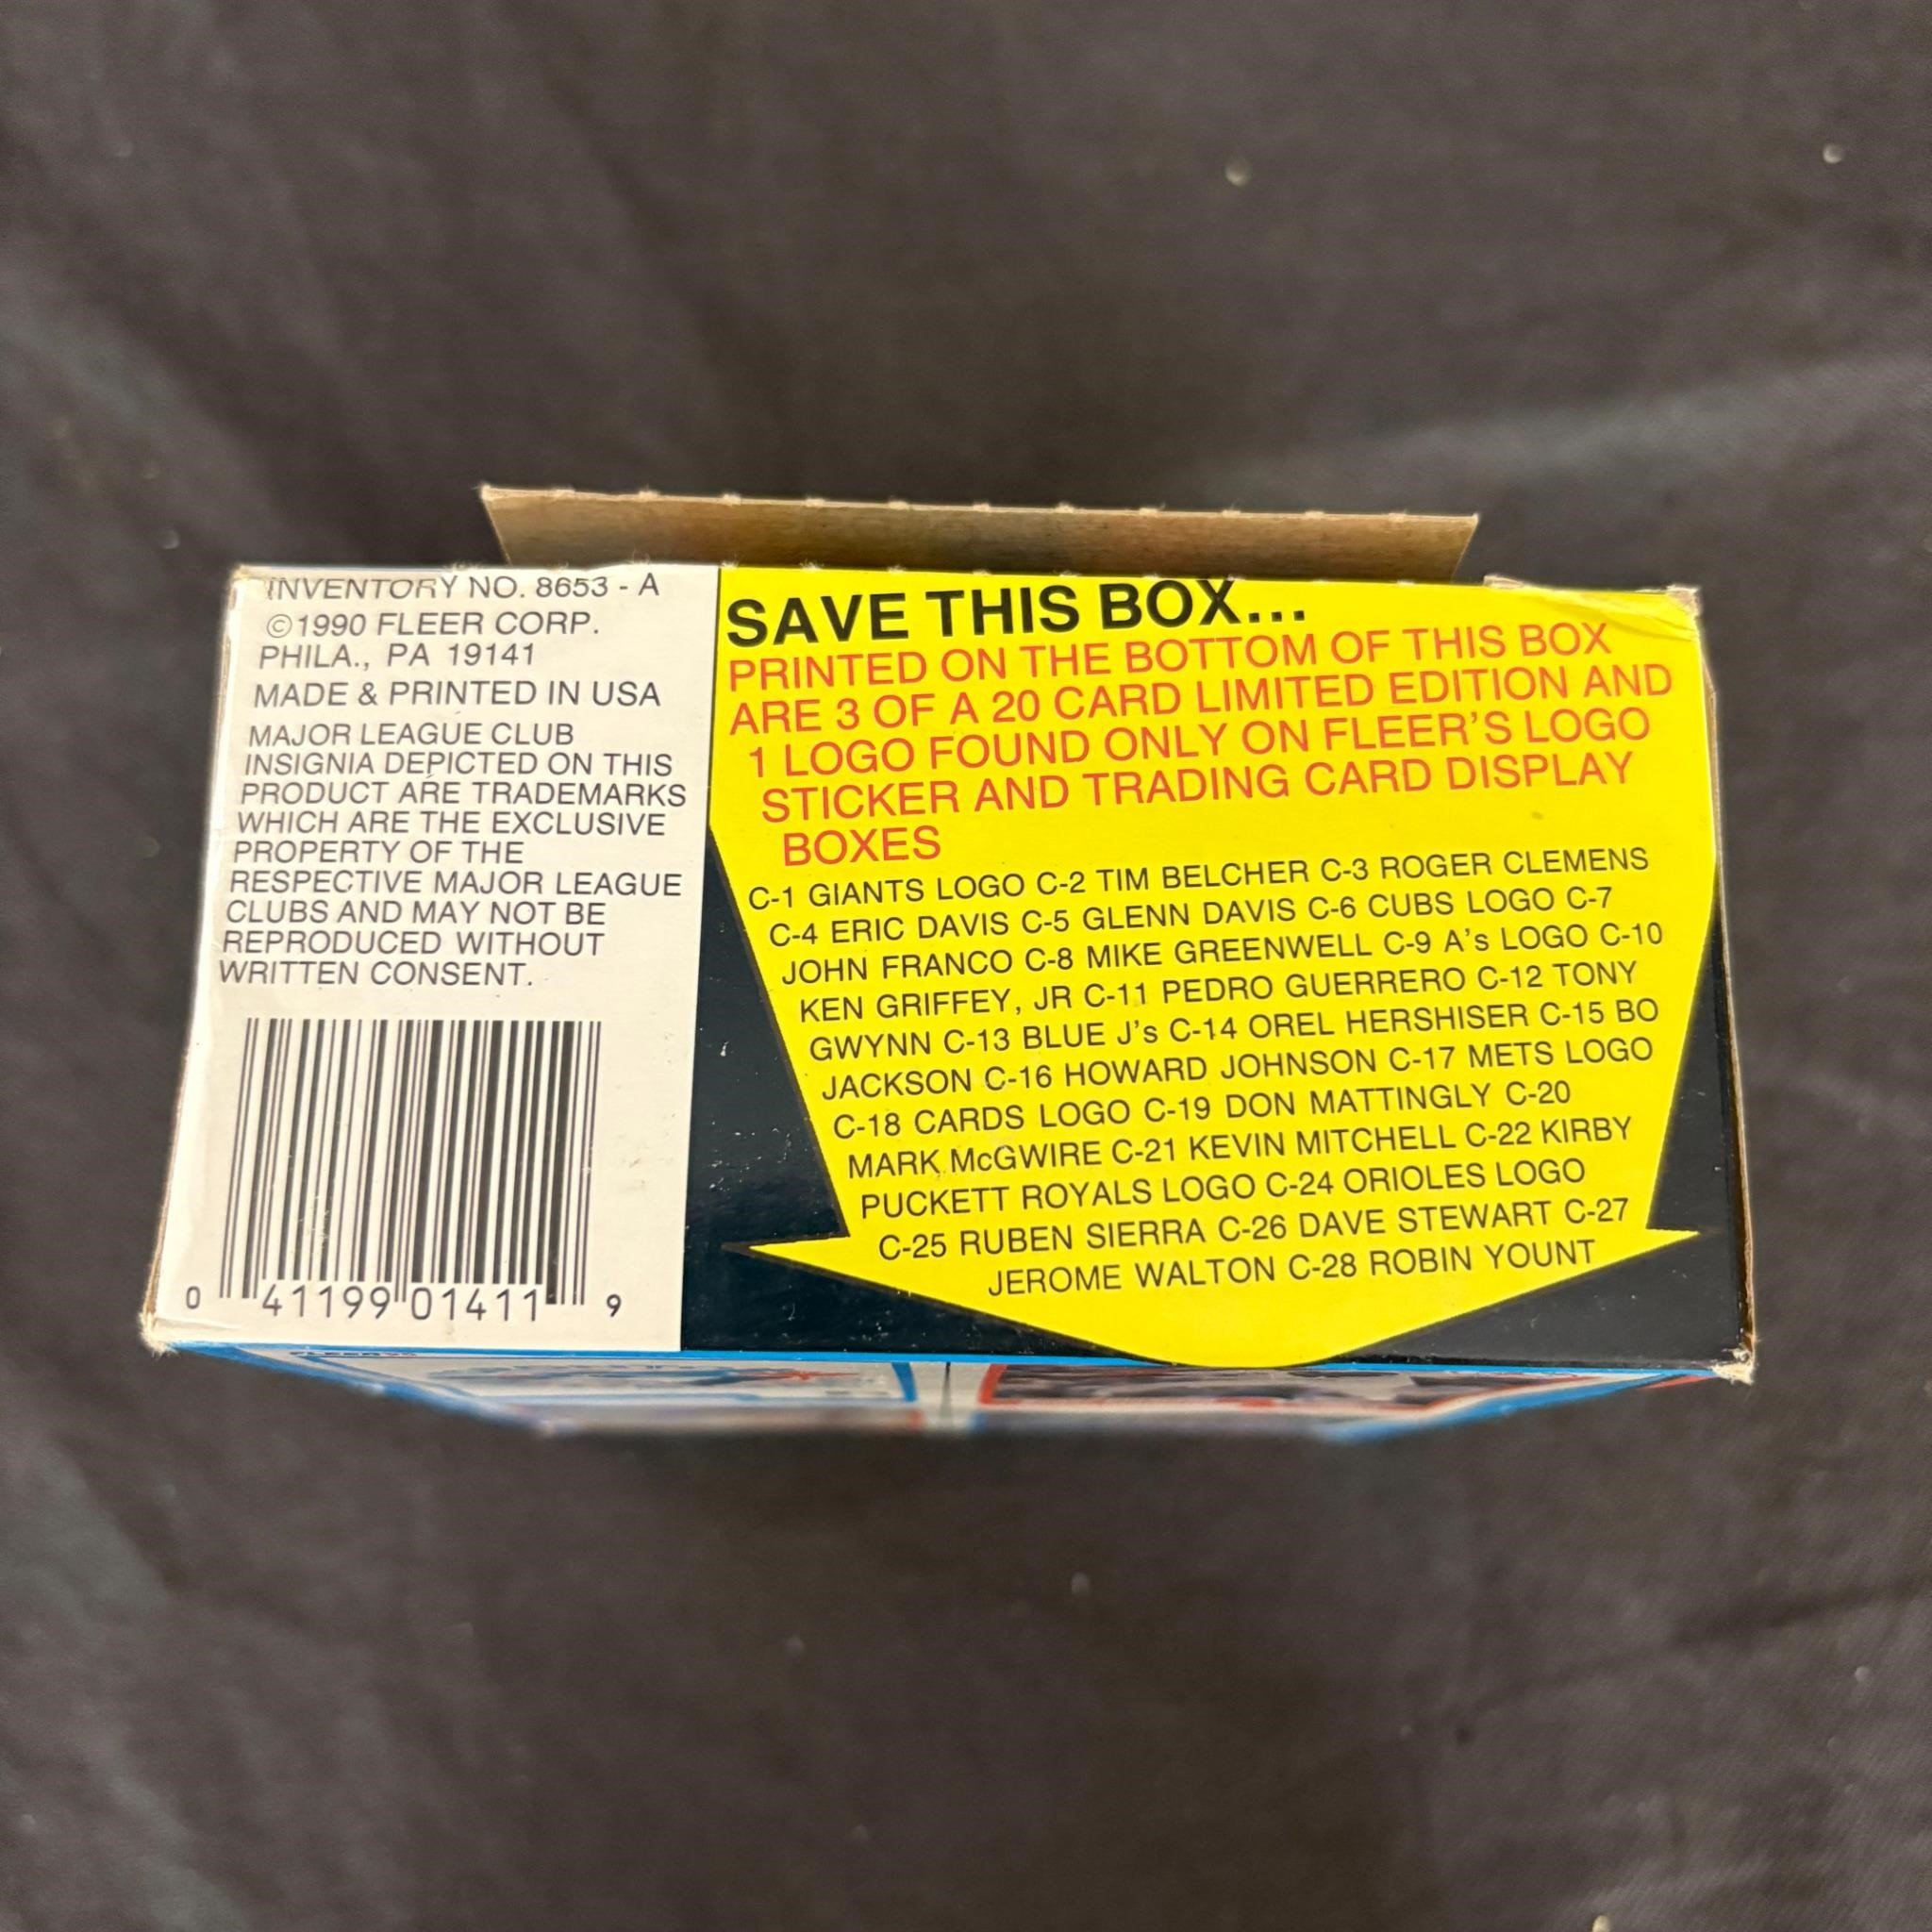 INVENTORY NO. 8653 - A
©1990 FLEER CORP.
PHILA., PA 19141
MADE & PRINTED IN USA
MAJOR LEAGUE CLUB
INSIGNIA DEPICTED ON THIS
PRODUCT ARE TRADEMARKS
WHICH ARE THE EXCLUSIVE
PROPERTY OF THE
RESPECTIVE MAJOR LEAGUE
CLUBS AND MAY NOT BE
REPRODUCED WITHOUT
WRITTEN CONSENT.
0 41199 01411 9
SAVE THIS BOX...
PRINTED ON THE BOTTOM OF THIS BOX
ARE 3 OF A 20 CARD LIMITED EDITION AND
1 LOGO FOUND ONLY ON FLEER'S LOGO
STICKER AND TRADING CARD DISPLAY
BOXES
C-1 GIANTS LOGO C-2 TIM BELCHER C-3 ROGER CLEMENS
C-4 ERIC DAVIS C-5 GLENN DAVIS C-6 CUBS LOGO C-7
JOHN FRANCO C-8 MIKE GREENWELL C-9 A's LOGO C-10
KEN GRIFFEY, JR C-11 PEDRO GUERRERO C-12 TONY
GWYNN C-13 BLUE J's C-14 OREL HERSHISER C-15 BO
JACKSON C-16 HOWARD JOHNSON C-17 METS LOGO
C-18 CARDS LOGO C-19 DON MATTINGLY C-20
MARK McGWIRE C-21 KEVIN MITCHELL C-22 KIRBY
PUCKETT ROYALS LOGO C-24 ORIOLES LOGO
C-25 RUBEN SIERRA C-26 DAVE STEWART C-27
JEROME WALTON C-28 ROBIN YOUNT